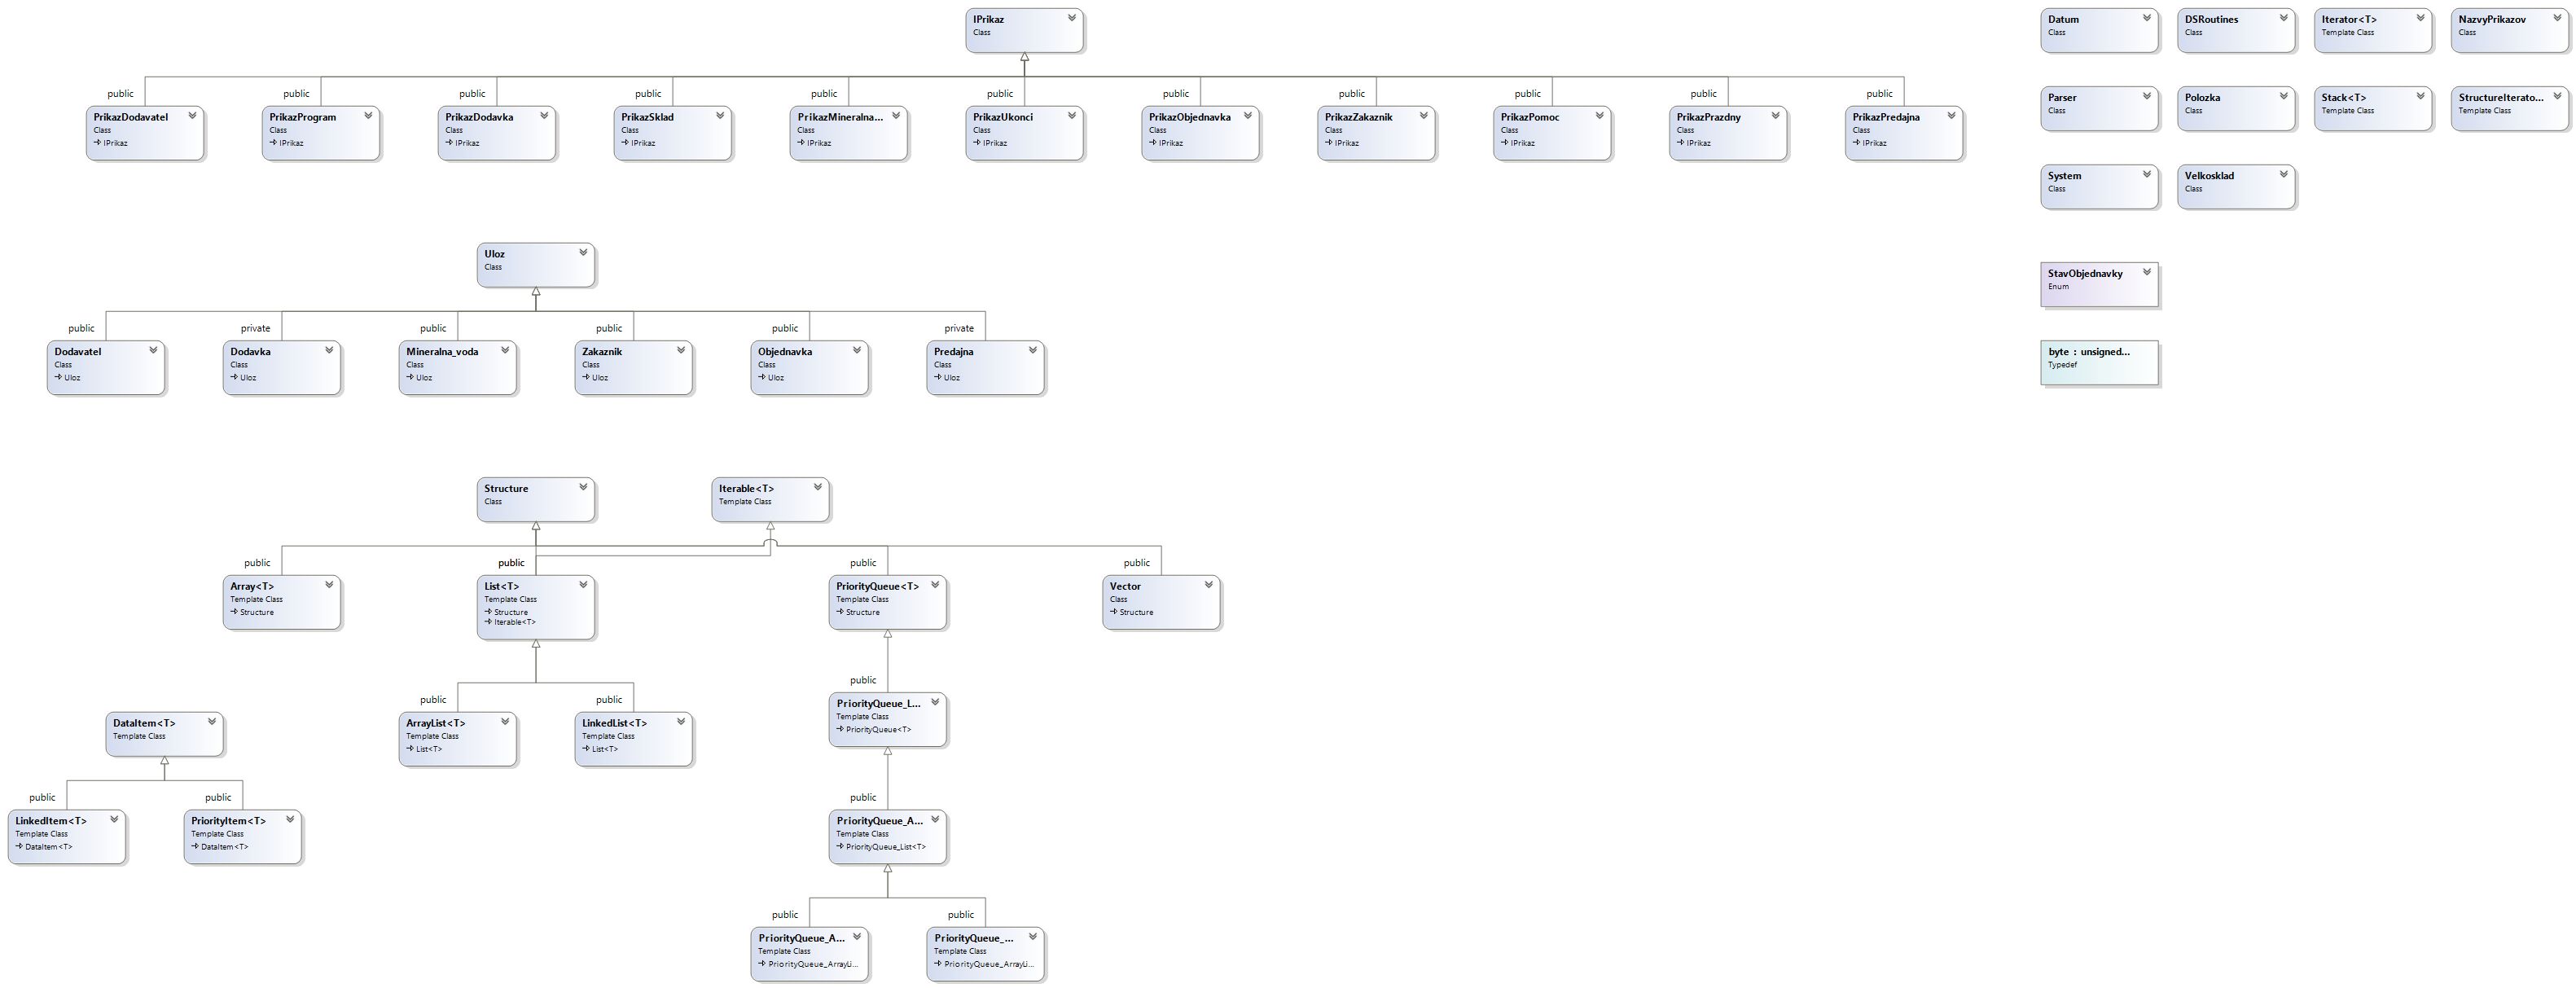 IPrikaz
Class
Datum
Class
DSRoutines
Class
Iterator<T>
Template Class
NazvyPrikazov
Class
public
public
public
public
public
public
public
public
public
public
public
PrikazDodavatel
Class
IPrikaz
PrikazProgram
Class
IPrikaz
PrikazDodavka
Class
IPrikaz
PrikazSklad
Class
IPrikaz
PrikazMineralna...
Class
IPrikaz
PrikazUkonci
Class
IPrikaz
PrikazObjednavka
Class
IPrikaz
PrikazZakaznik
Class
IPrikaz
PrikazPomoc
Class
IPrikaz
PrikazPrazdny
Class
IPrikaz
PrikazPredajna
Class
IPrikaz
Parser
Class
Polozka
Class
Stack<T>
Template Class
StructureIterato...
Template Class
System
Class
Velkosklad
Class
Uloz
Class
StavObjednavky
Enum
public
private
public
public
public
private
Dodavatel
Class
Uloz
Dodavka
Class
Uloz
Mineralna_voda
Class
Uloz
Zakaznik
Class
Uloz
Objednavka
Class
Uloz
Predajna
Class
Uloz
byte : unsigned...
Typedef
Structure
Class
Iterable<T>
Template Class
public
public
public
public
Array<T>
Template Class
Structure
List<T>
Template Class
Structure
Iterable<T>
PriorityQueue<T>
Template Class
Structure
Vector
Class
Structure
public
public
public
DataItem<T>
Template Class
ArrayList<T>
Template Class
List<T>
LinkedList<T>
Template Class
List<T>
PriorityQueue_L...
Template Class
PriorityQueue<T>
public
public
public
LinkedItem<T>
Template Class
DataItem<T>
PriorityItem<T>
Template Class
DataItem<T>
PriorityQueue_A...
Template Class
PriorityQueue_List<T>
public
public
PriorityQueue_A...
Template Class
PriorityQueue_ArrayLi...
PriorityQueue_...
Template Class
PriorityQueue_ArrayLi...